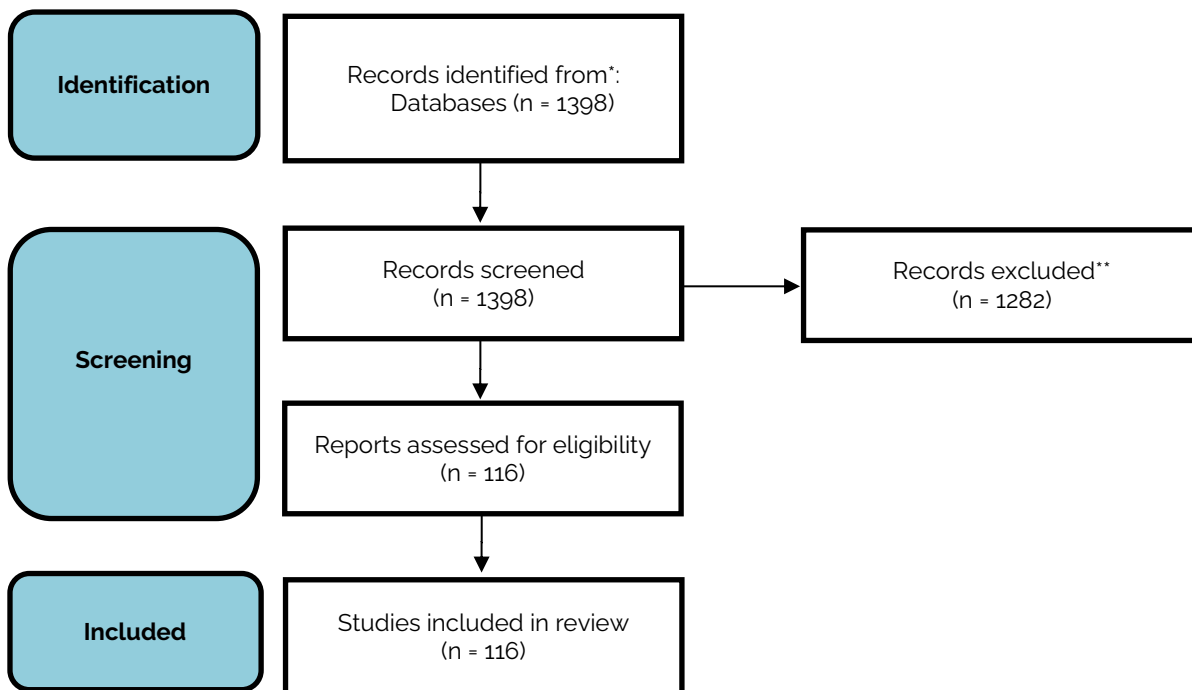 Identification
Records identified from*:
Databases (n = 1398)
Screening
Records screened
(n = 1398)
Records excluded**
(n = 1282)
Reports assessed for eligibility
(n = 116)
Included
Studies included in review
(n = 116)